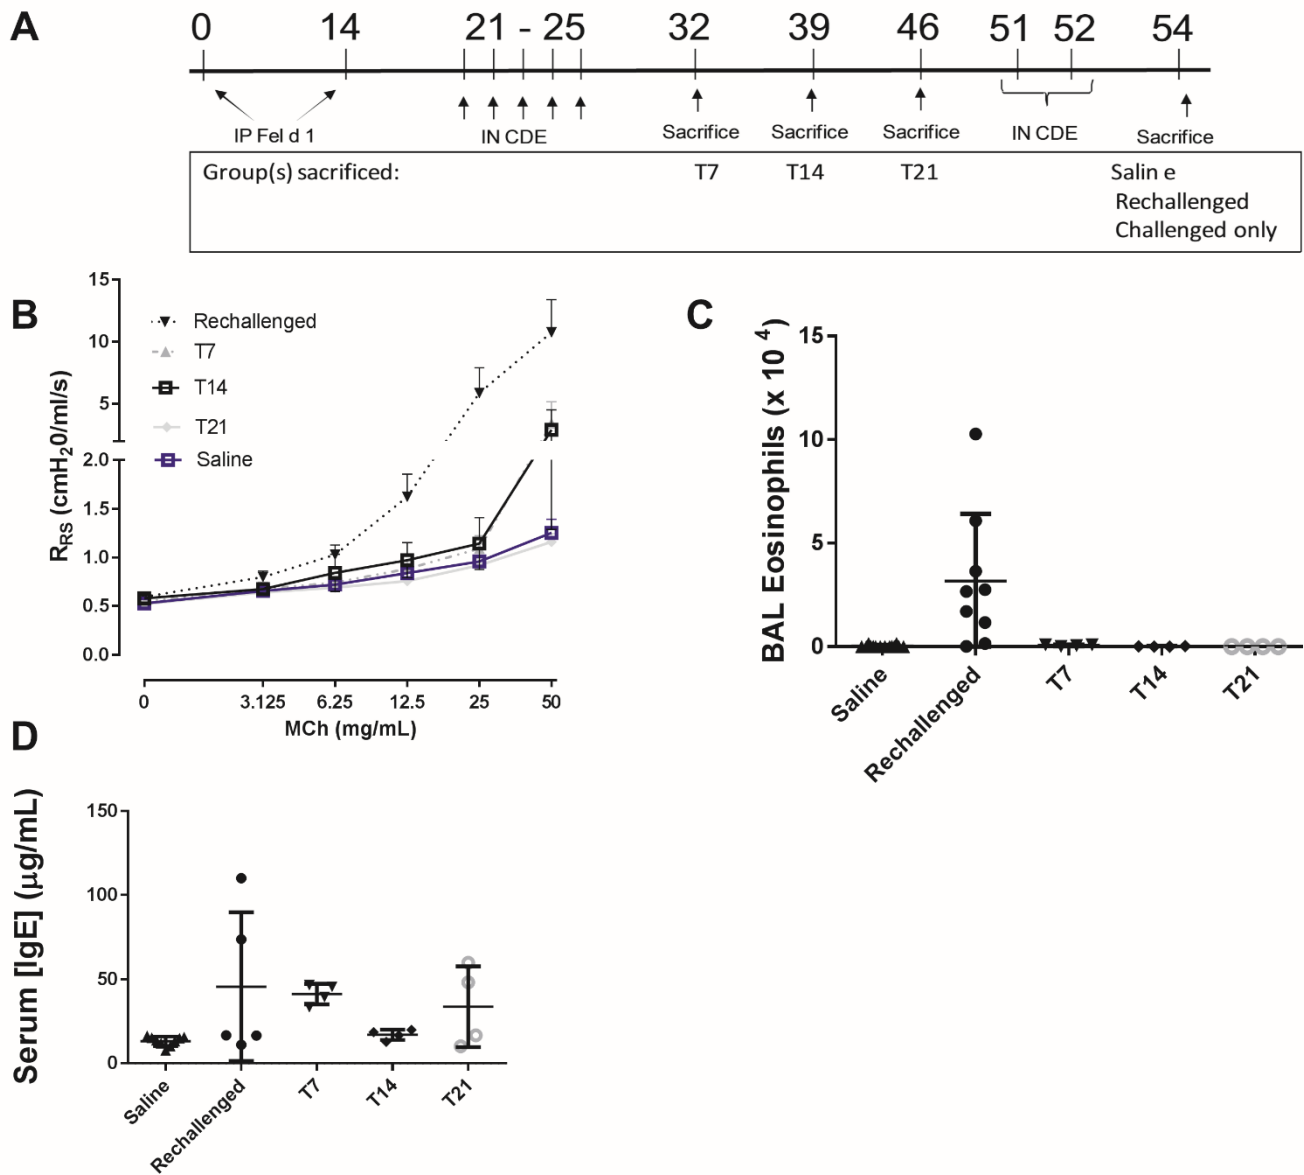 A
0 14 21 - 25 32 39 46 51 52 54
IP Fel d 1 IN CDE Sacrifice Sacrifice Sacrifice IN CDE Sacrifice
Group(s) sacrificed: T7 T14 T21 Salin e
Rechallenged
Challenged only
B
R_RS (cmH_20/ml/s)
15
10
5
2.0
1.5
1.0
0.5
0.0
Rechallenged
T7
T14
T21
Saline
0 3.125 6.25 12.5 25 50
MCh (mg/mL)
C
BAL Eosinophils (x 10 ^4)
15
10
5
0
Saline Rechallenged T7 T14 T21
D
Serum [IgE] (µg/mL)
150
100
50
0
Saline Rechallenged T7 T14 T21